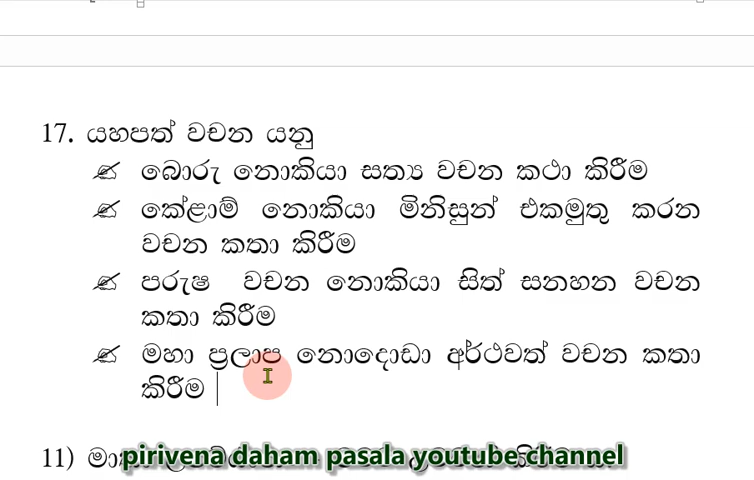 17. යහපත් වචන යනු
බොරු නොකියා සත්‍ය වචන කථා කිරීම
කේළාම් නොකියා මිනිසුන් එකමුතු කරන
වචන කතා කිරීම
පරුෂ වචන නොකියා සිත් සනහන වචන
කතා කිරීම
මහා ප්‍රලාප නොදොඩා අර්ථවත් වචන කතා
කිරීම
11)
pirivena daham pasala youtube channel